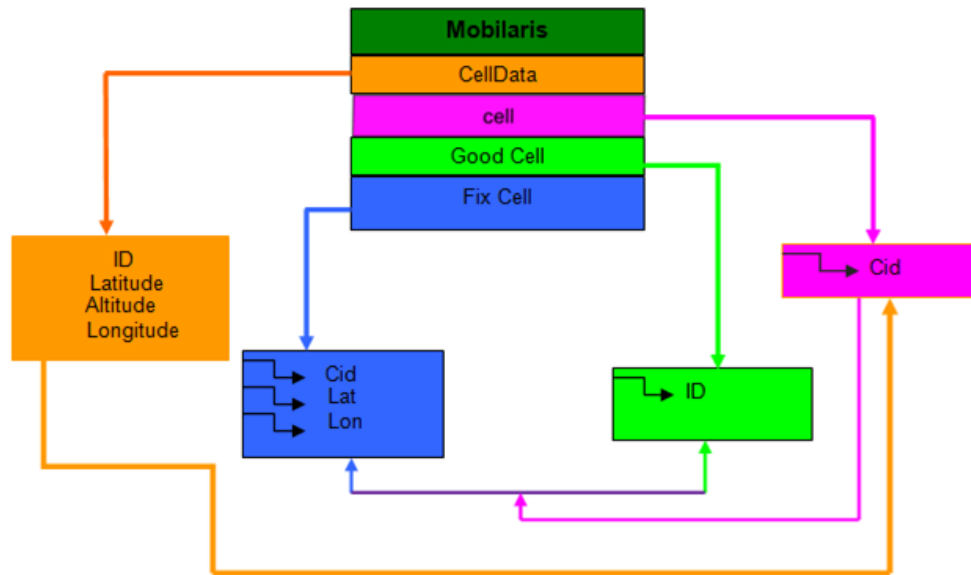 Mobilaris
CellData
cell
Good Cell
Fix Cell
ID
Latitude
Altitude
Longitude
Cid
Cid
Lat
Lon
ID